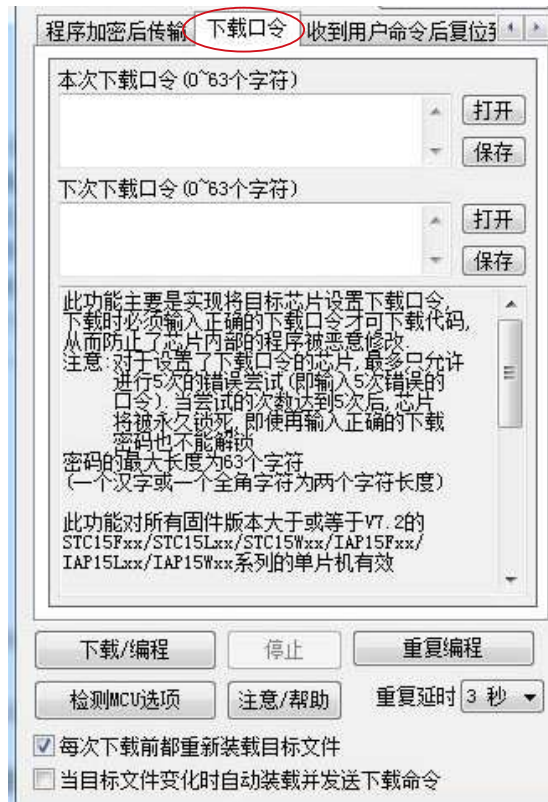 程序加密后传输 下载口令 收到用户命令后复位到
本次下载口令(0~63个字符)
打开
保存
下次下载口令(0~63个字符)
打开
保存
此功能主要是实现将目标芯片设置下载口令,
下载时必须输入正确的下载口令才可下载代码,
从而防止了芯片内部的程序被恶意修改.
注意:对于设置了下载口令的芯片,最多只允许
进行5次的错误尝试(即输入5次错误的
口令).当尝试的次数达到5次后,芯片
将被永久锁死,即使再输入正确的下载
密码也不能解锁
密码的最大长度为63个字符
(一个汉字或一个全角字符为两个字符长度)
此功能对所有固件版本大于或等于V7.2的
STC15Fxx/STC15Lxx/STC15Wxx/IAP15Fxx/
IAP15Lxx/IAP15Wxx系列的单片机有效
下载/编程 停止 重复编程
检测MCU选项 注意/帮助 重复延时 3 秒
每次下载前都重新装载目标文件
当目标文件变化时自动装载并发送下载命令